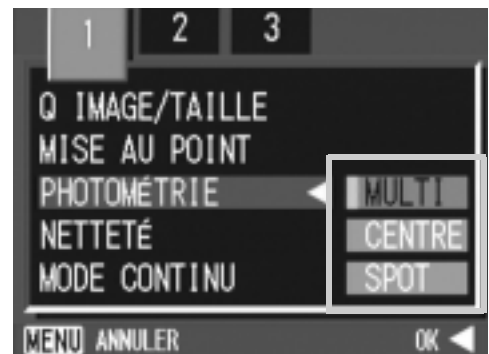 1 2 3
Q IMAGE/TAILLE
MISE AU POINT
PHOTOMÉTRIE MULTI
NETTETÉ CENTRE
MODE CONTINU SPOT
MENU ANNULER OK